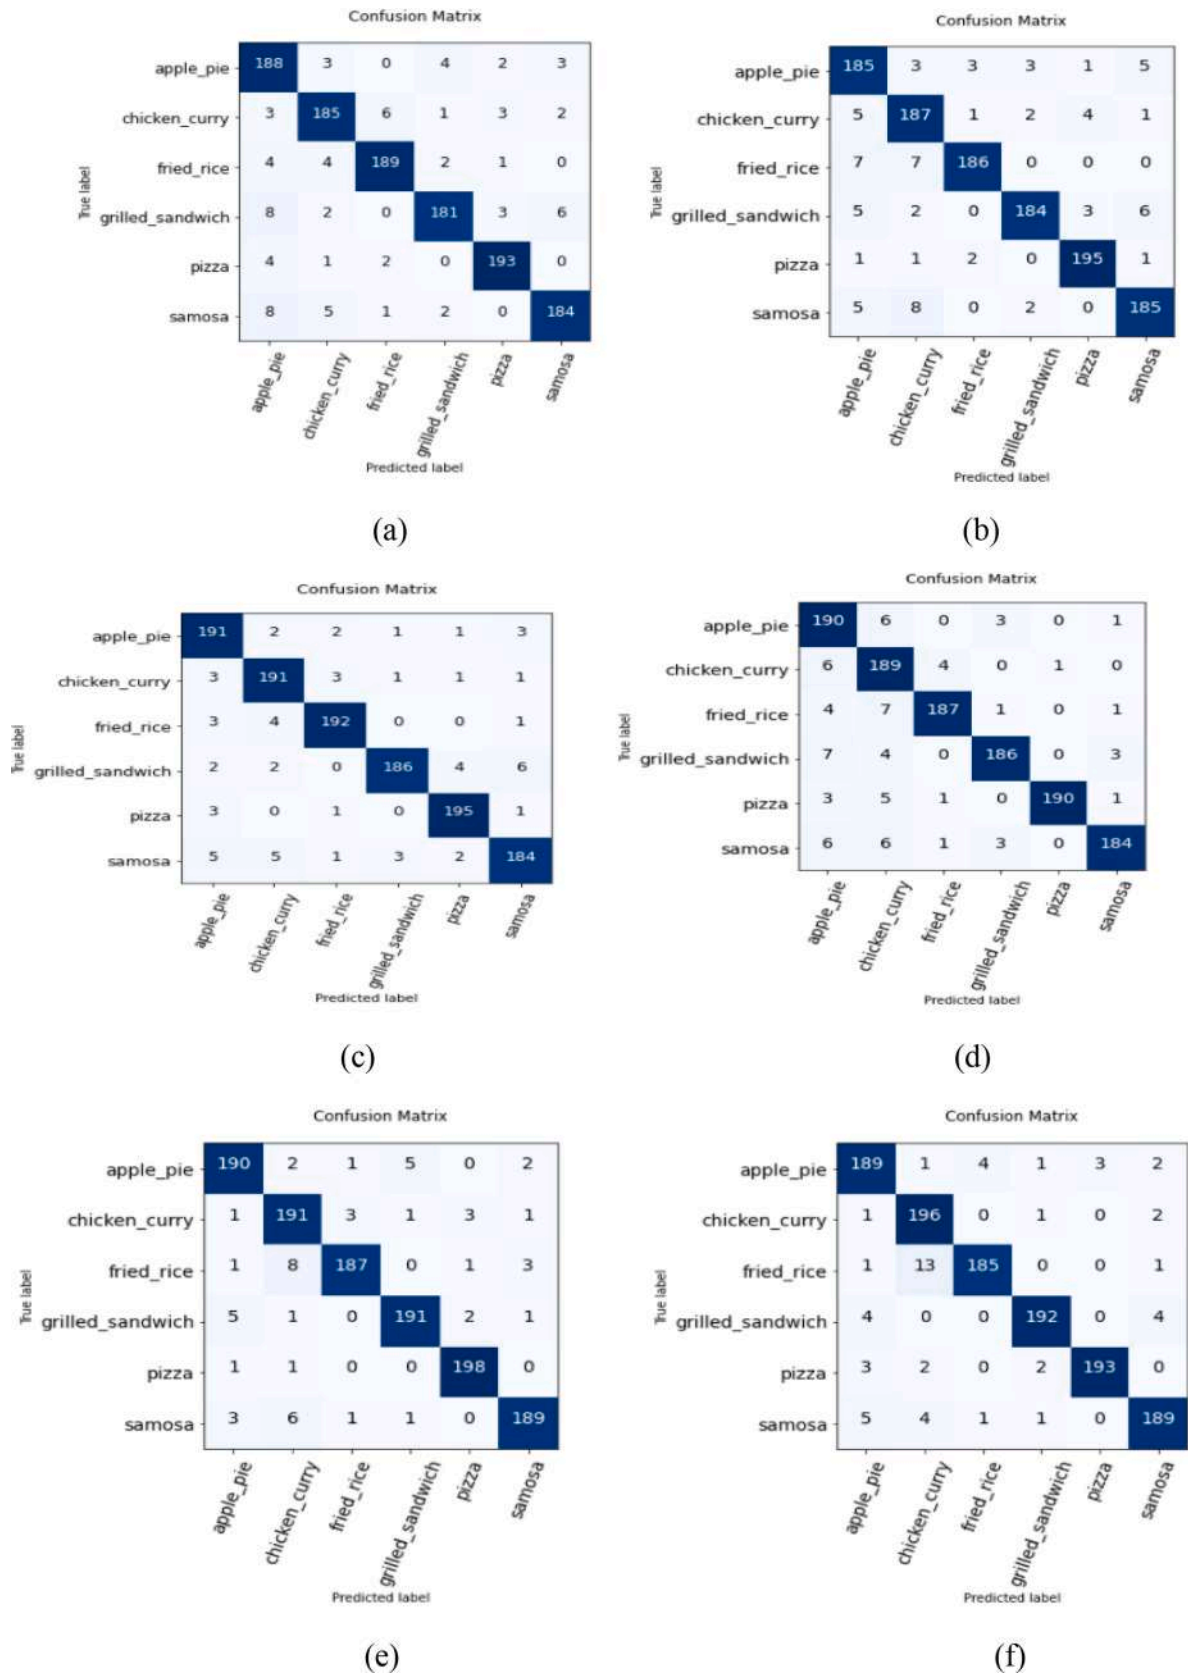 Confusion Matrix
apple_pie 188 3 0 4 2 3
chicken_curry 3 185 6 1 3 2
fried_rice 4 4 189 2 1 0
grilled_sandwich 8 2 0 181 3 6
pizza 4 1 2 0 193 0
samosa 8 5 1 2 0 184
True label
apple_pie chicken_curry fried_rice grilled_sandwich pizza samosa
Predicted label
(a)
Confusion Matrix
apple_pie 185 3 3 3 1 5
chicken_curry 5 187 1 2 4 1
fried_rice 7 7 186 0 0 0
grilled_sandwich 5 2 0 184 3 6
pizza 1 1 2 0 195 1
samosa 5 8 0 2 0 185
True label
apple_pie chicken_curry fried_rice grilled_sandwich pizza samosa
Predicted label
(b)
Confusion Matrix
apple_pie 191 2 2 1 1 3
chicken_curry 3 191 3 1 1 1
fried_rice 3 4 192 0 0 1
grilled_sandwich 2 2 0 186 4 6
pizza 3 0 1 0 195 1
samosa 5 5 1 3 2 184
True label
apple_pie chicken_curry fried_rice grilled_sandwich pizza samosa
Predicted label
(c)
Confusion Matrix
apple_pie 190 6 0 3 0 1
chicken_curry 6 189 4 0 1 0
fried_rice 4 7 187 1 0 1
grilled_sandwich 7 4 0 186 0 3
pizza 3 5 1 0 190 1
samosa 6 6 1 3 0 184
True label
apple_pie chicken_curry fried_rice grilled_sandwich pizza samosa
Predicted label
(d)
Confusion Matrix
apple_pie 190 2 1 5 0 2
chicken_curry 1 191 3 1 3 1
fried_rice 1 8 187 0 1 3
grilled_sandwich 5 1 0 191 2 1
pizza 1 1 0 0 198 0
samosa 3 6 1 1 0 189
True label
apple_pie chicken_curry fried_rice grilled_sandwich pizza samosa
Predicted label
(e)
Confusion Matrix
apple_pie 189 1 4 1 3 2
chicken_curry 1 196 0 1 0 2
fried_rice 1 13 185 0 0 1
grilled_sandwich 4 0 0 192 0 4
pizza 3 2 0 2 193 0
samosa 5 4 1 1 0 189
True label
apple_pie chicken_curry fried_rice grilled_sandwich pizza samosa
Predicted label
(f)